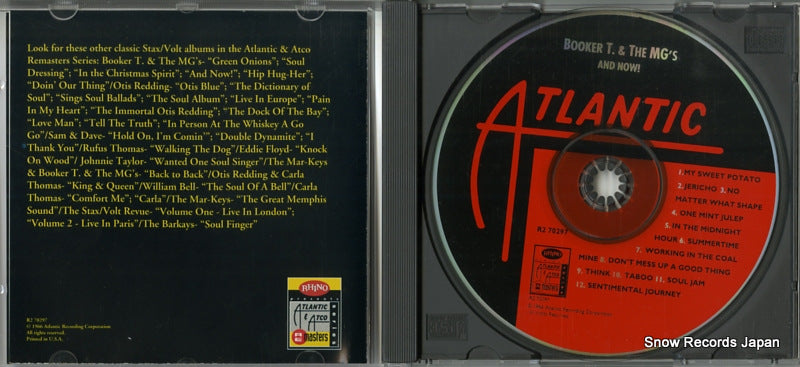 Look for these other classic Stax/Volt albums in the Atlantic & Atco
Remasters Series: Booker T. & The MG's- "Green Onions"; "Soul
Dressing"; "In the Christmas Spirit"; "And Now!"; "Hip Hug-Her";
"Doin' Our Thing"/Otis Redding- "Otis Blue"; "The Dictionary of
Soul"; "Sings Soul Ballads"; "The Soul Album"; "Live In Europe"; "Pain
In My Heart"; "The Immortal Otis Redding"; "The Dock Of The Bay";
"Love Man"; "Tell The Truth"; "In Person At The Whiskey A Go
Go"/Sam & Dave- "Hold On, I'm Comin'"; "Double Dynamite"; "I
Thank You"/Rufus Thomas- "Walking The Dog"/Eddie Floyd- "Knock
On Wood"/ Johnnie Taylor- "Wanted One Soul Singer"/The Mar-Keys
& Booker T. & The MG's- "Back to Back"/Otis Redding & Carla
Thomas- "King & Queen"/William Bell- "The Soul Of A Bell"/Carla
Thomas- "Comfort Me"; "Carla"/The Mar-Keys- "The Great Memphis
Sound"/The Stax/Volt Revue- "Volume One - Live In London";
"Volume 2 - Live In Paris"/The Barkays- "Soul Finger"
R2 70297
© 1966 Atlantic Recording Corporation
All rights reserved.
Printed in U.S.A.
RHINO
PRESENTS
ATLANTIC
& ATCO
masters
BOOKER T. & THE MG'S
AND NOW!
ATLANTIC
R2 70297
1. MY SWEET POTATO
2. JERICHO 3. NO
MATTER WHAT SHAPE
4. ONE MINT JULEP
5. IN THE MIDNIGHT
HOUR 6. SUMMERTIME
7. WORKING IN THE COAL
MINE 8. DON'T MESS UP A GOOD THING
9. THINK 10. TABOO 11. SOUL JAM
12. SENTIMENTAL JOURNEY
Snow Records Japan